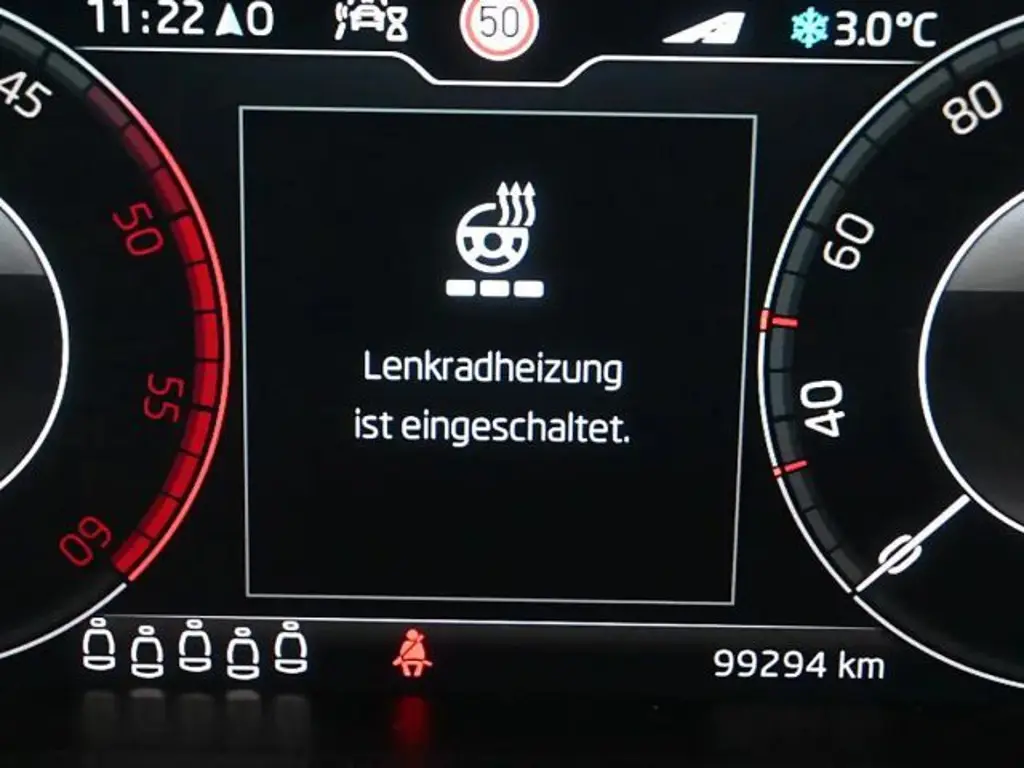 11:22 O
50
3.0°C
45
50
55
60
80
60
40
0
Lenkradheizung
ist eingeschaltet.
99294 km